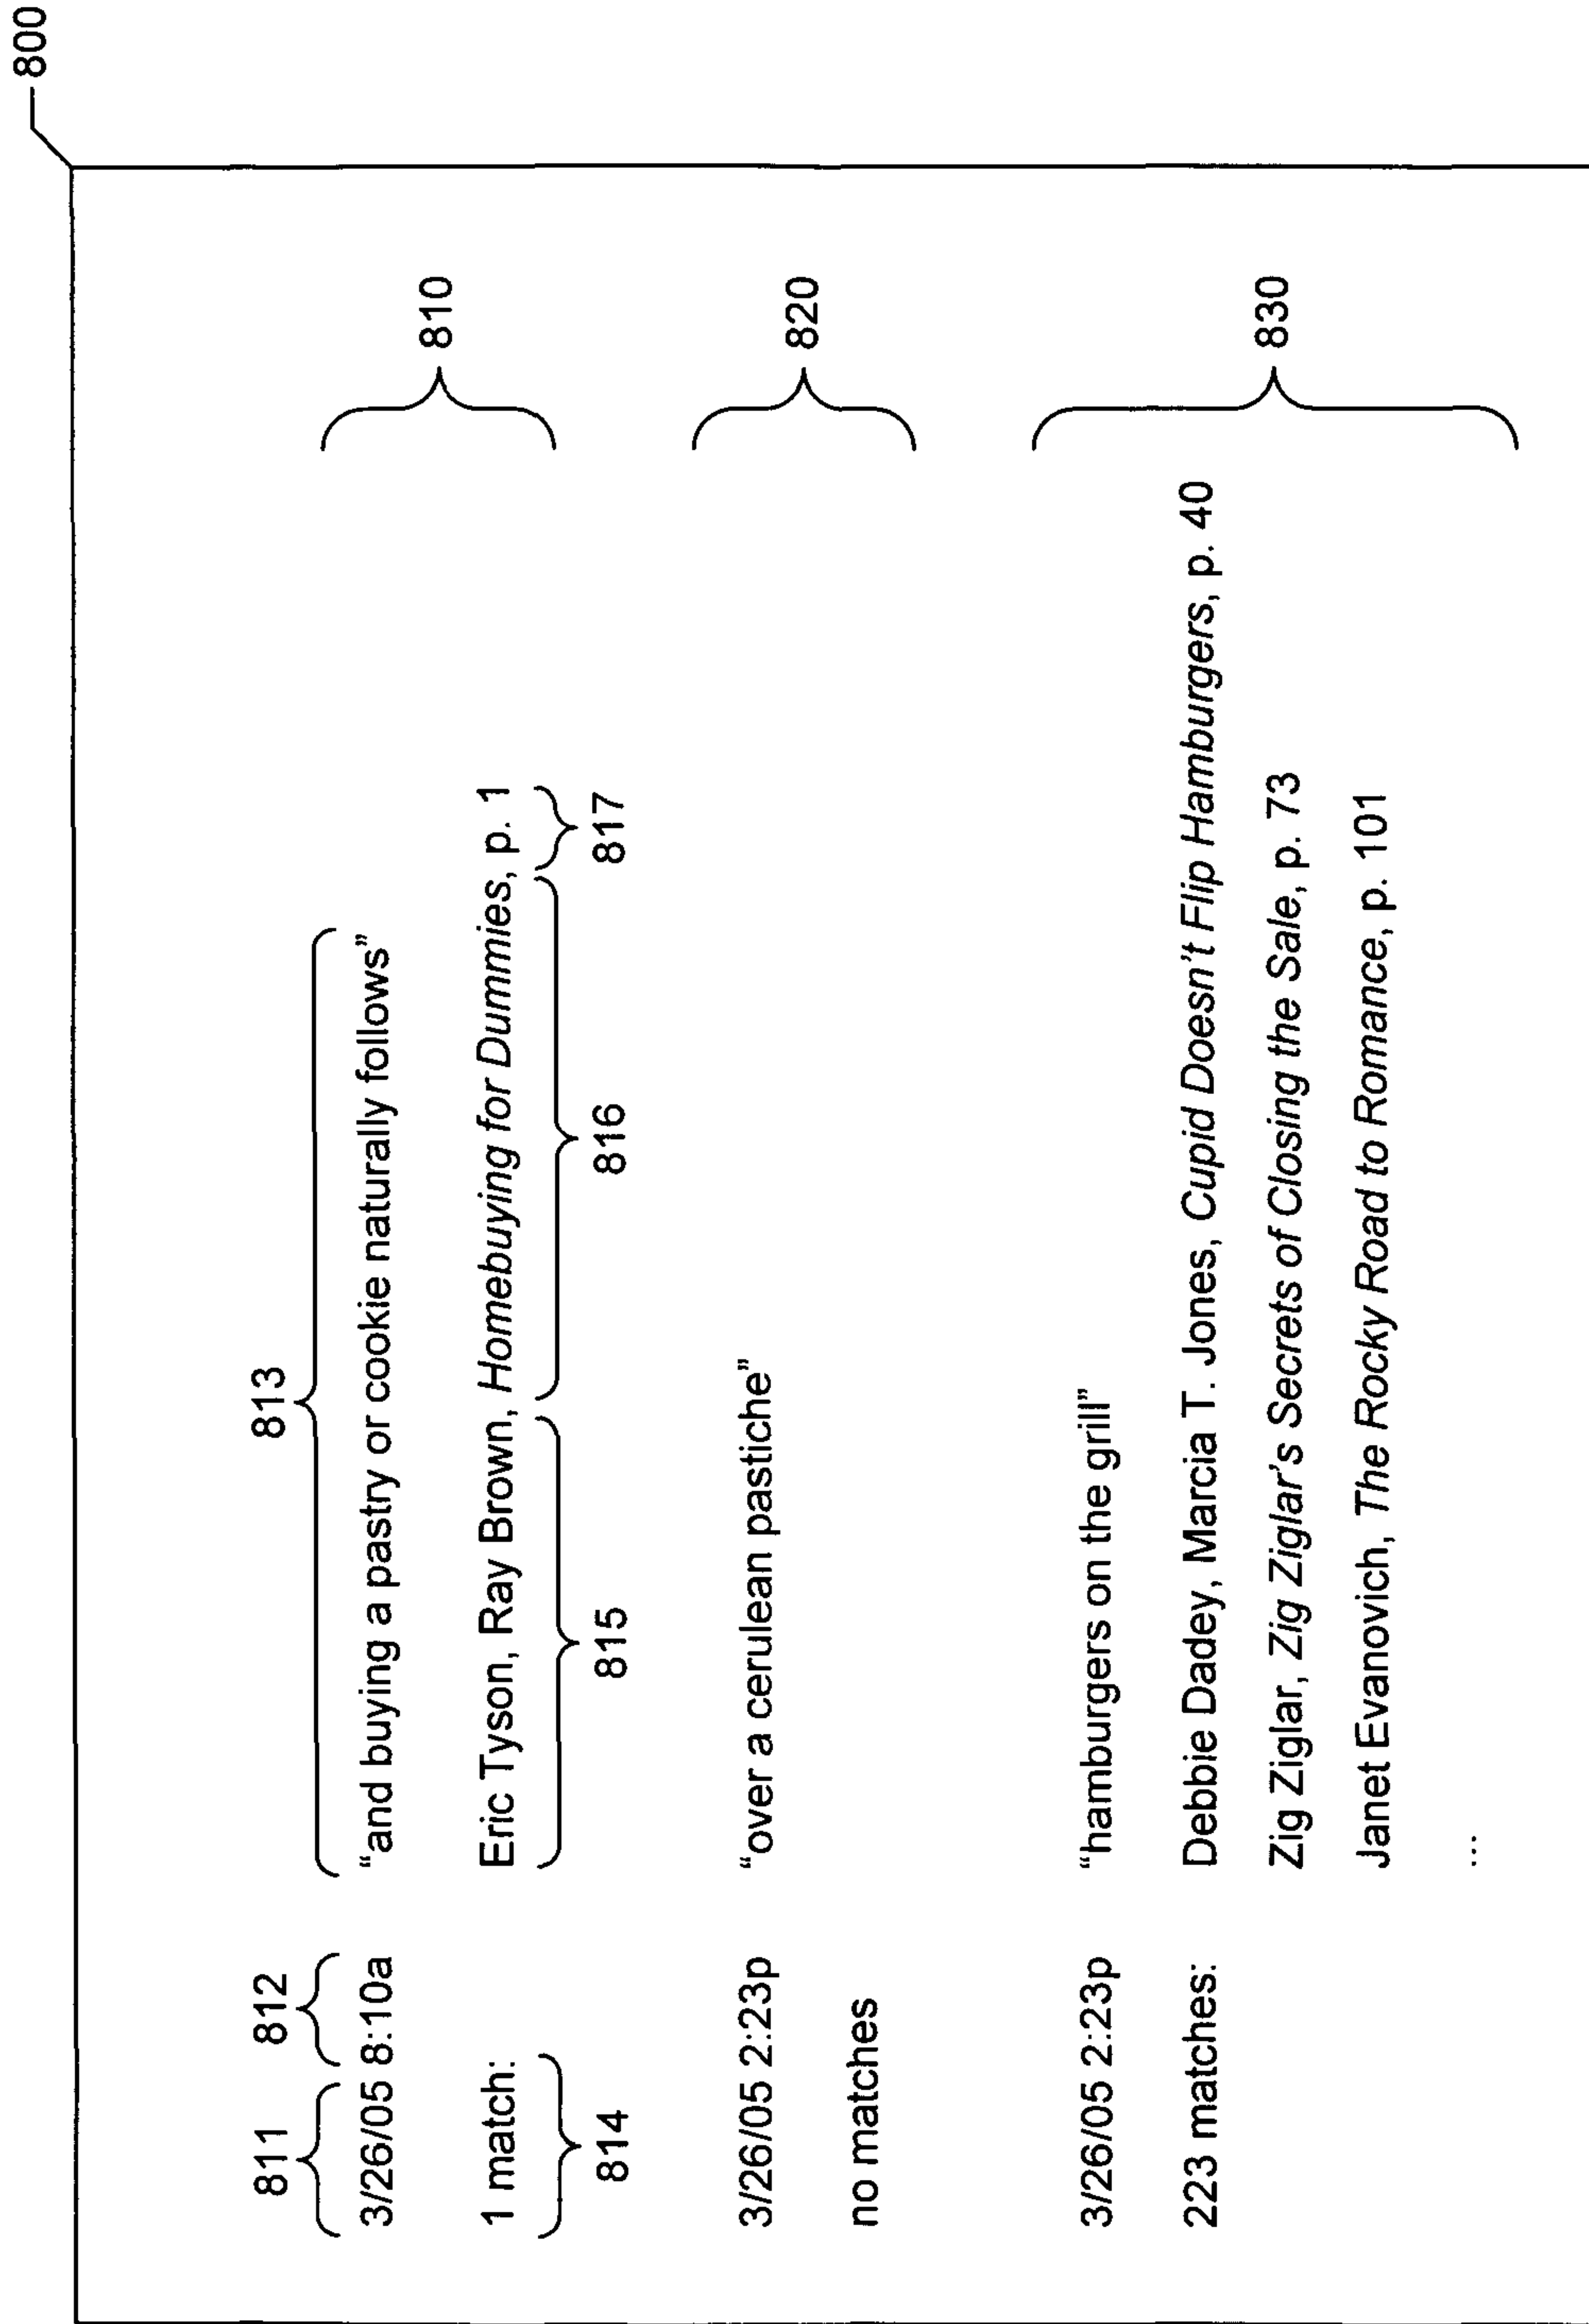 800
813
811 812
3/26/05 8:10a “and buying a pastry or cookie naturally follows”
810
1 match: Eric Tyson, Ray Brown, Homebuying for Dummies, p. 1
814 815 816 817
3/26/05 2:23p “over a cerulean pastiche”
820
no matches
3/26/05 2:23p “hamburgers on the grill”
223 matches: Debbie Dadey, Marcia T. Jones, Cupid Doesn't Flip Hamburgers, p. 40
830
Zig Ziglar, Zig Ziglar's Secrets of Closing the Sale, p. 73
Janet Evanovich, The Rocky Road to Romance, p. 101
...